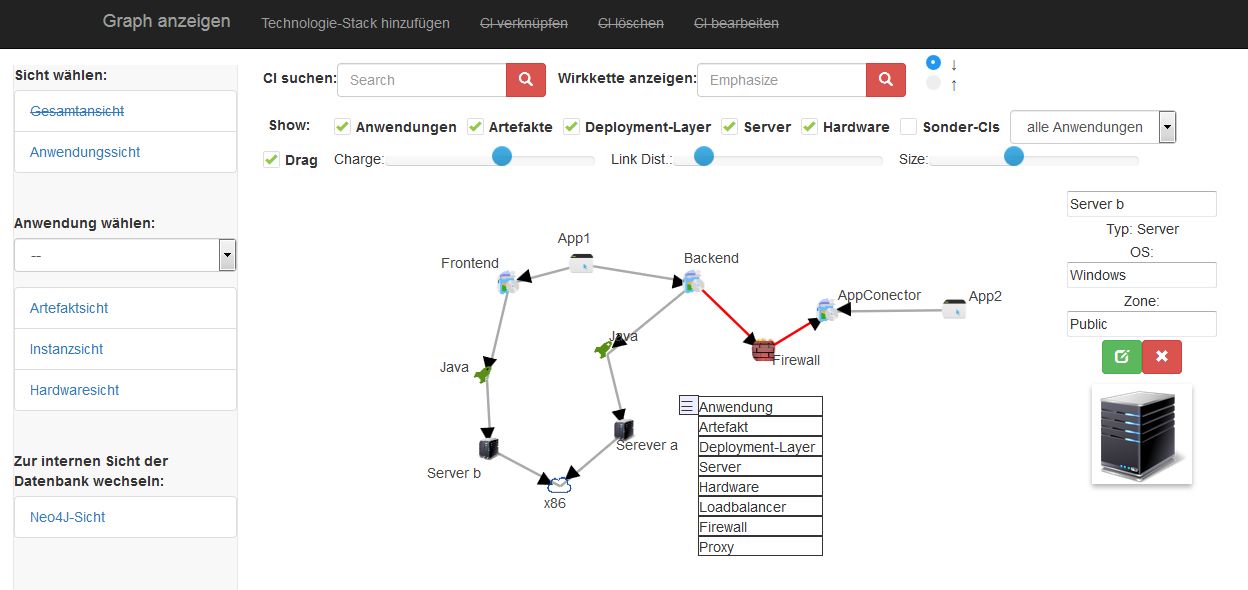 Graph anzeigen Technologie-Stack hinzufügen CI verknüpfen CI löschen CI bearbeiten
Sicht wählen:
Gesamtansicht
Anwendungssicht
Anwendung wählen:
--
Artefaktsicht
Instanzsicht
Hardwaresicht
Zur internen Sicht der
Datenbank wechseln:
Neo4J-Sicht
CI suchen: Search Wirkkette anzeigen: Emphasize ↓
↑
Show: Anwendungen Artefakte Deployment-Layer Server Hardware Sonder-CIs alle Anwendungen
Drag Charge: Link Dist.: Size:
App1
Frontend
Backend
AppConector
App2
Java
Java
Firewall
Server b
Serever a
x86
Anwendung
Artefakt
Deployment-Layer
Server
Hardware
Loadbalancer
Firewall
Proxy
Server b
Typ: Server
OS:
Windows
Zone:
Public